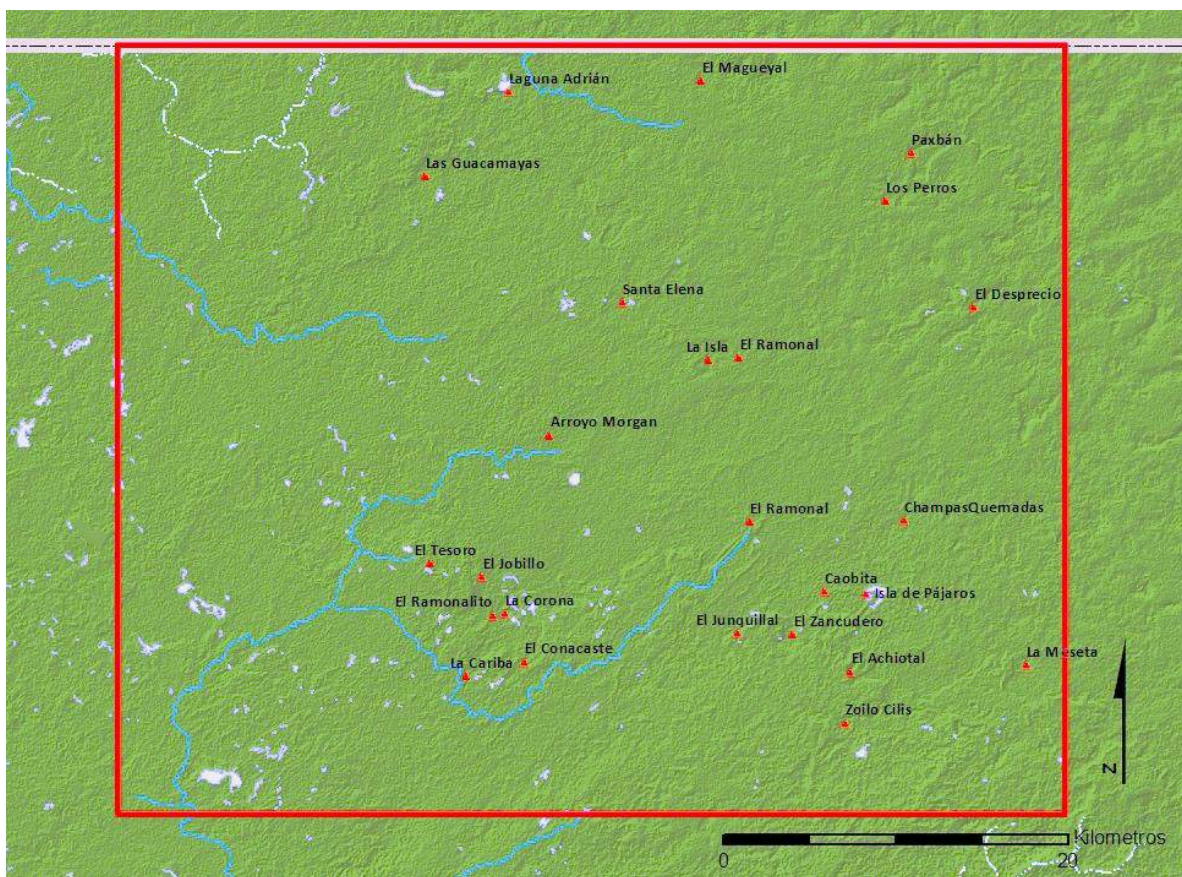 El Magueyal
Laguna Adrián
Paxbán
Las Guacamayas
Los Perros
Santa Elena
El Desprecio
La Isla
El Ramonal
Arroyo Morgan
El Ramonal
ChampasQuemadas
El Tesoro
El Jobillo
Caobita
Isla de Pájaros
El Ramonalito
La Corona
El Junquillal
El Zancudero
El Conacaste
La Cariba
El Achiotal
La Meseta
Zoilo Cilis
N
Kilometros
0
20